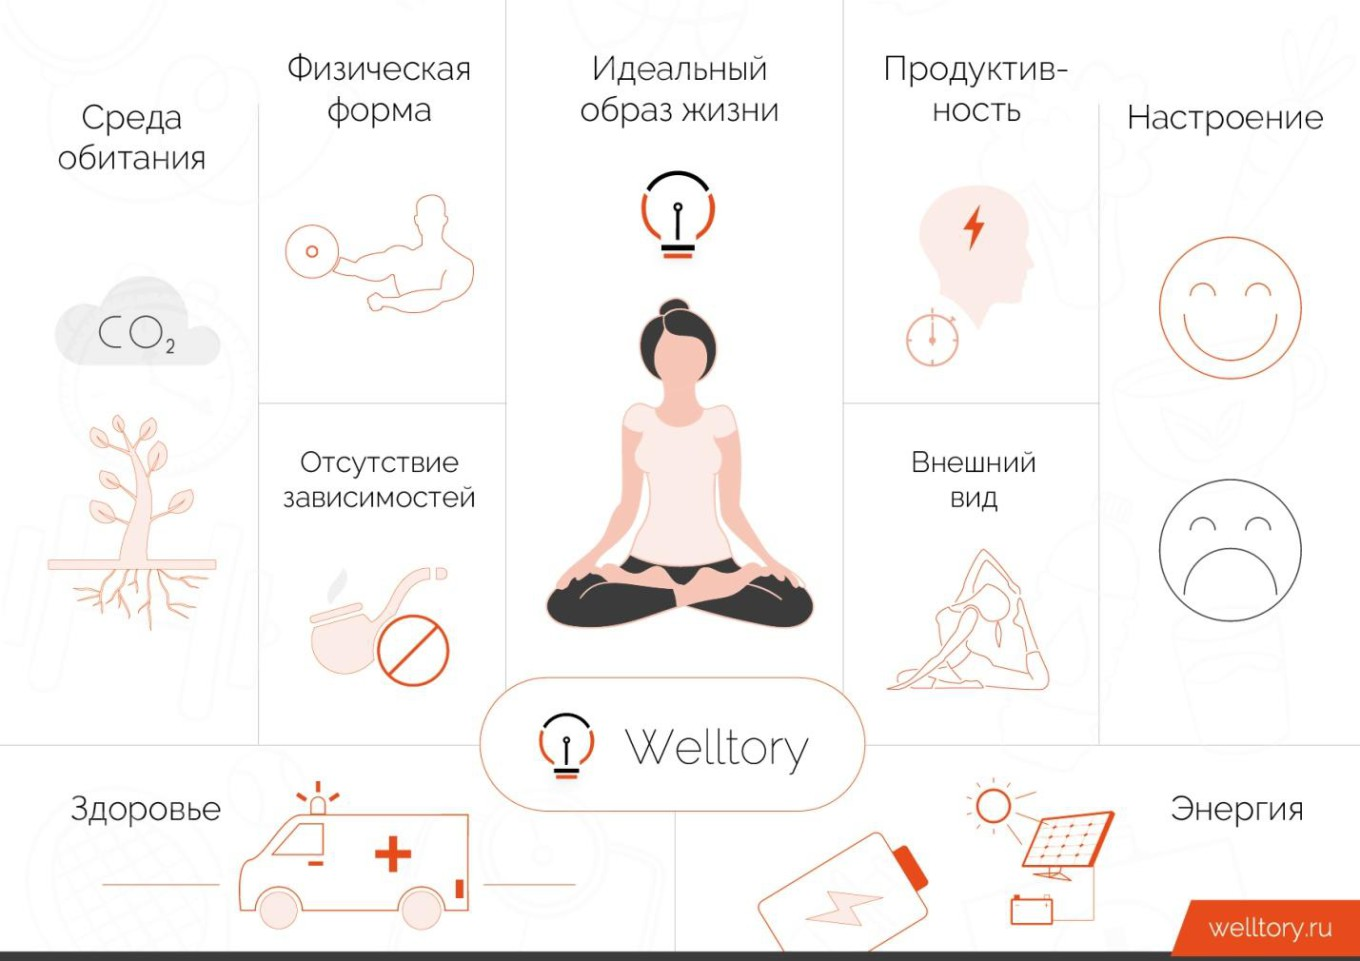 Среда
обитания
CO2
Физическая
форма
Отсутствие
зависимостей
Идеальный
образ жизни
Продуктив-
ность
Внешний
вид
Настроение
Welltory
Здоровье
Энергия
welltory.ru